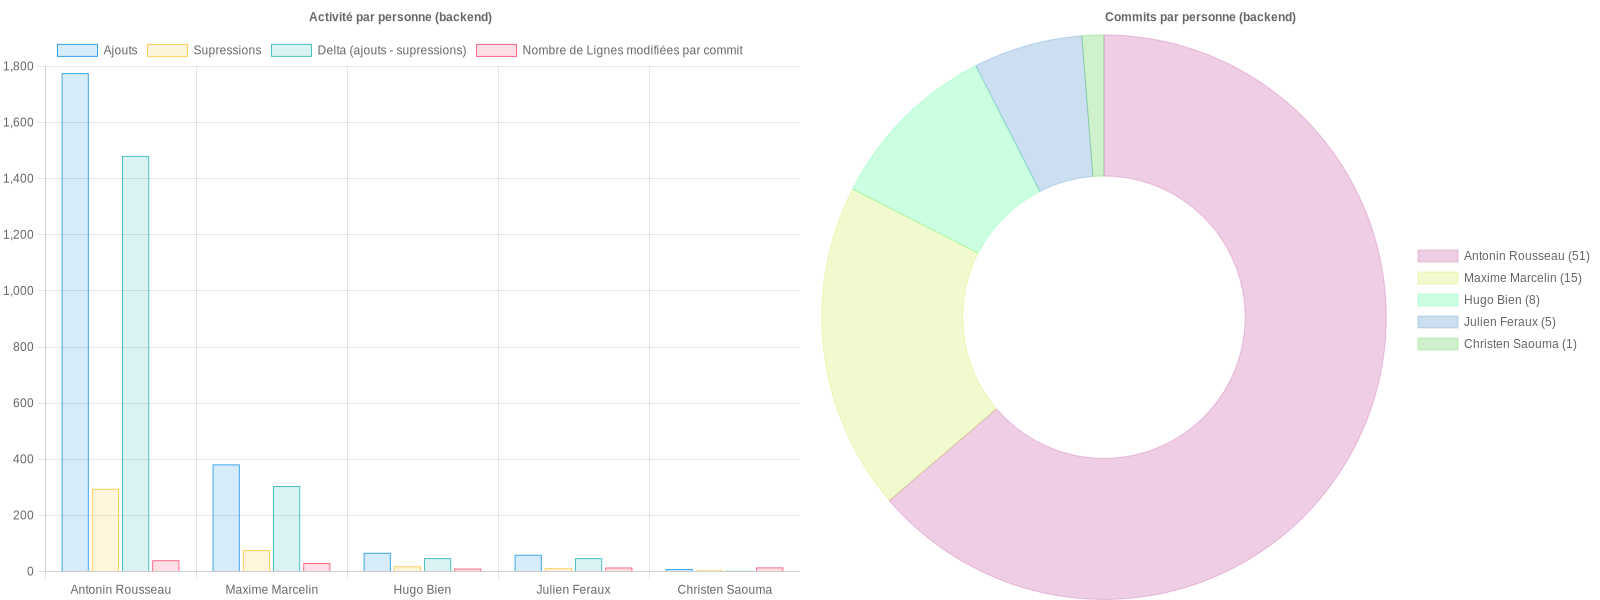 Activité par personne (backend)
Ajouts
Supressions
Delta (ajouts - supressions)
Nombre de Lignes modifiées par commit
1,800
1,600
1,400
1,200
1,000
800
600
400
200
0
Antonin Rousseau
Maxime Marcelin
Hugo Bien
Julien Feraux
Christen Saouma
Commits par personne (backend)
Antonin Rousseau (51)
Maxime Marcelin (15)
Hugo Bien (8)
Julien Feraux (5)
Christen Saouma (1)